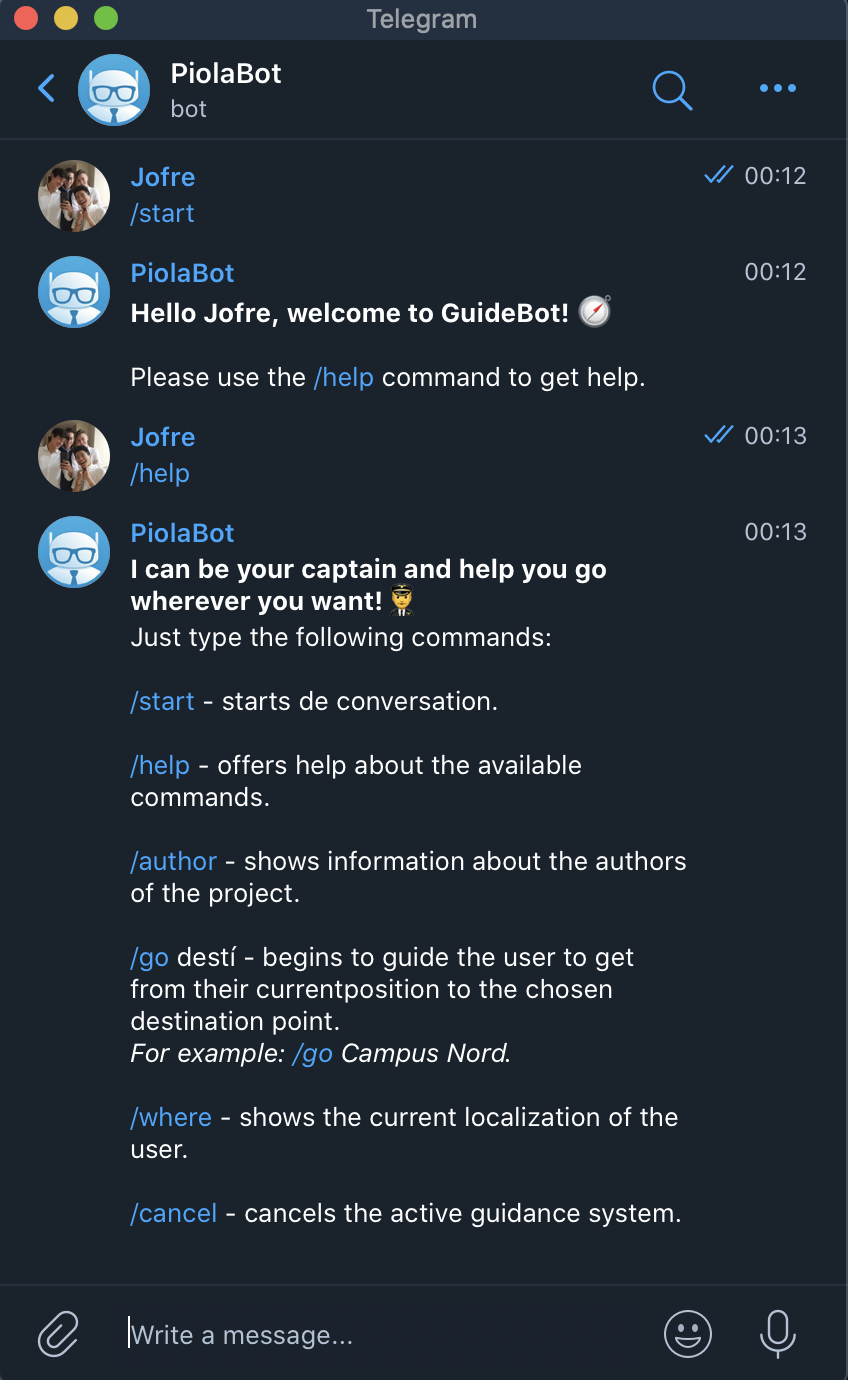 Telegram
PiolaBot
bot
Jofre 00:12
/start
PiolaBot 00:12
Hello Jofre, welcome to GuideBot! 🧭
Please use the /help command to get help.
Jofre 00:13
/help
PiolaBot 00:13
I can be your captain and help you go
wherever you want! 👨‍✈️
Just type the following commands:
/start - starts de conversation.
/help - offers help about the available
commands.
/author - shows information about the authors
of the project.
/go destí - begins to guide the user to get
from their currentposition to the chosen
destination point.
For example: /go Campus Nord.
/where - shows the current localization of the
user.
/cancel - cancels the active guidance system.
Write a message...